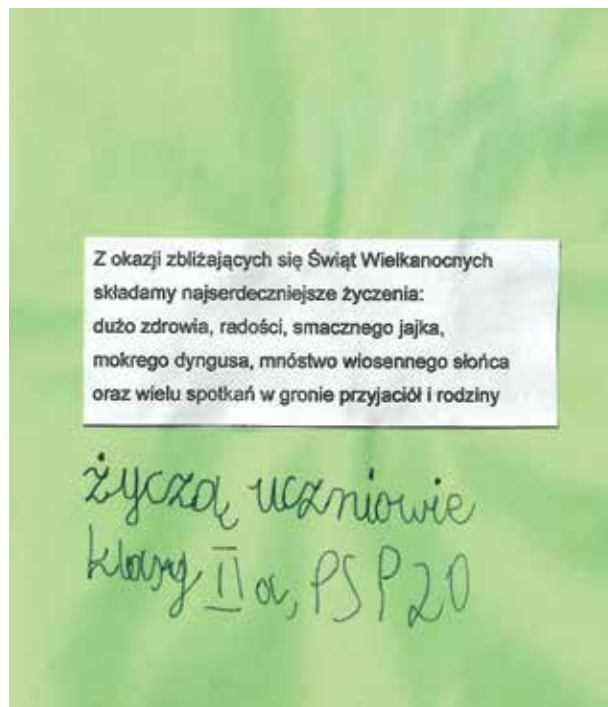 Z okazji zbliżających się Świąt Wielkanocnych
składamy najserdeczniejsze życzenia:
dużo zdrowia, radości, smacznego jajka,
mokrego dyngusa, mnóstwo wiosennego słońca
oraz wielu spotkań w gronie przyjaciół i rodziny
życzą uczniowie
klasy II a, PSP 20